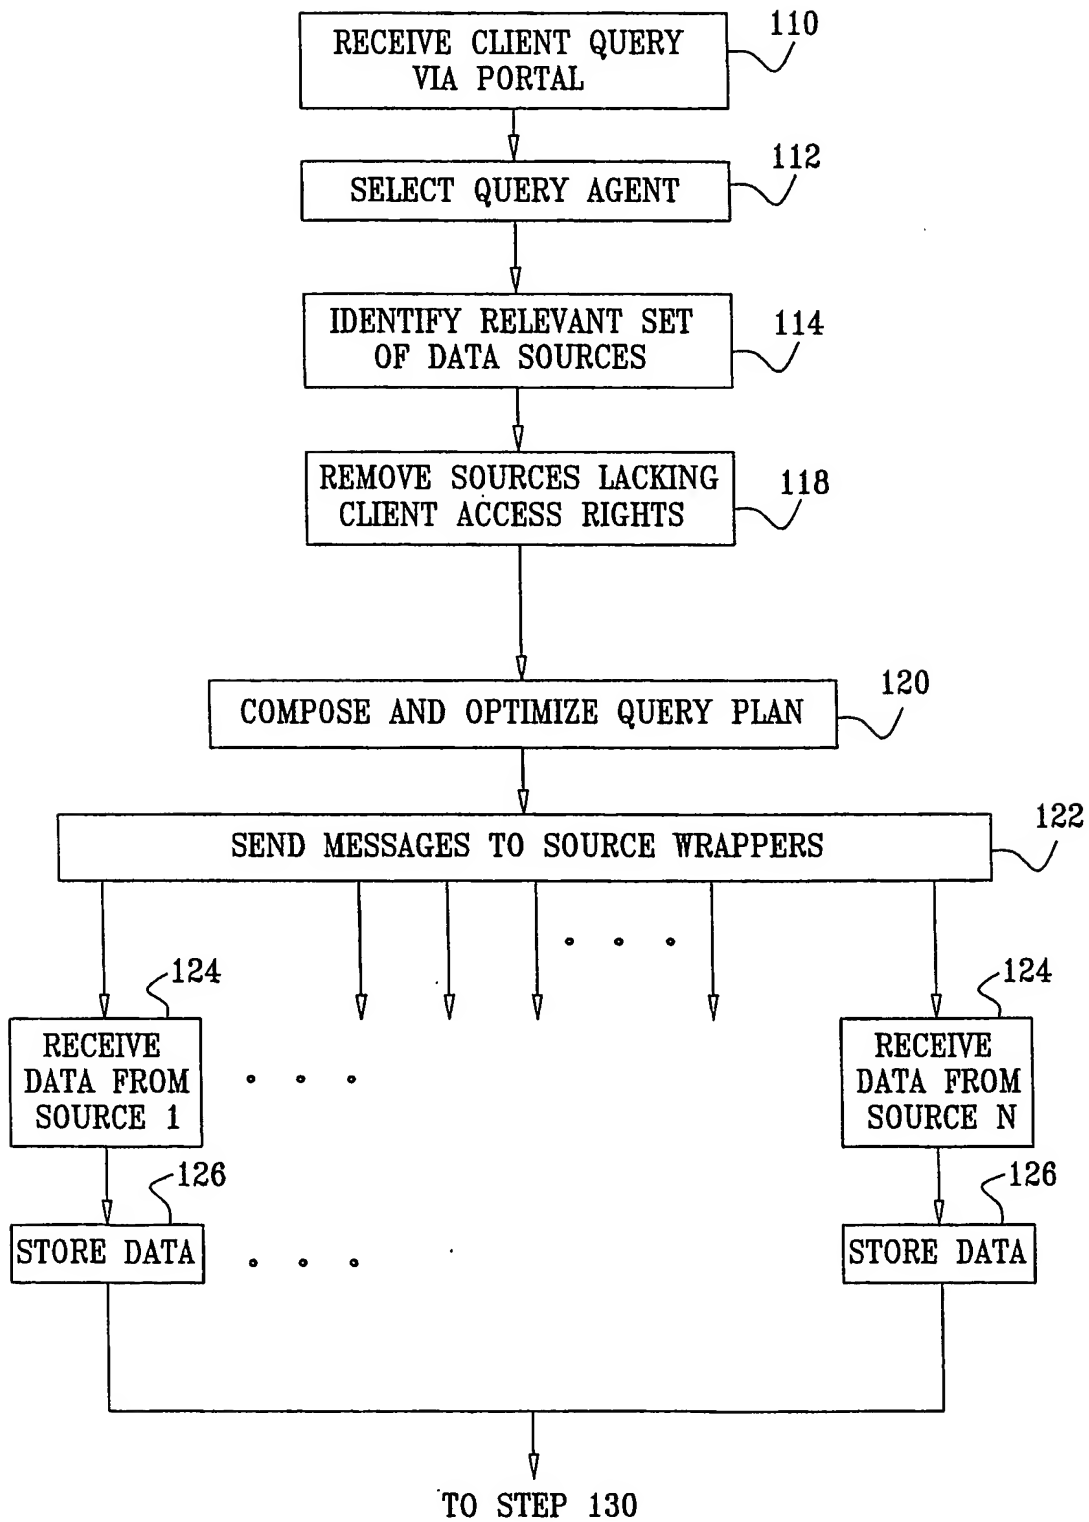 RECEIVE CLIENT QUERY
VIA PORTAL
110
SELECT QUERY AGENT
112
IDENTIFY RELEVANT SET
OF DATA SOURCES
114
REMOVE SOURCES LACKING
CLIENT ACCESS RIGHTS
118
COMPOSE AND OPTIMIZE QUERY PLAN
120
SEND MESSAGES TO SOURCE WRAPPERS
122
124
RECEIVE
DATA FROM
SOURCE 1
124
RECEIVE
DATA FROM
SOURCE N
126
STORE DATA
126
STORE DATA
TO STEP 130